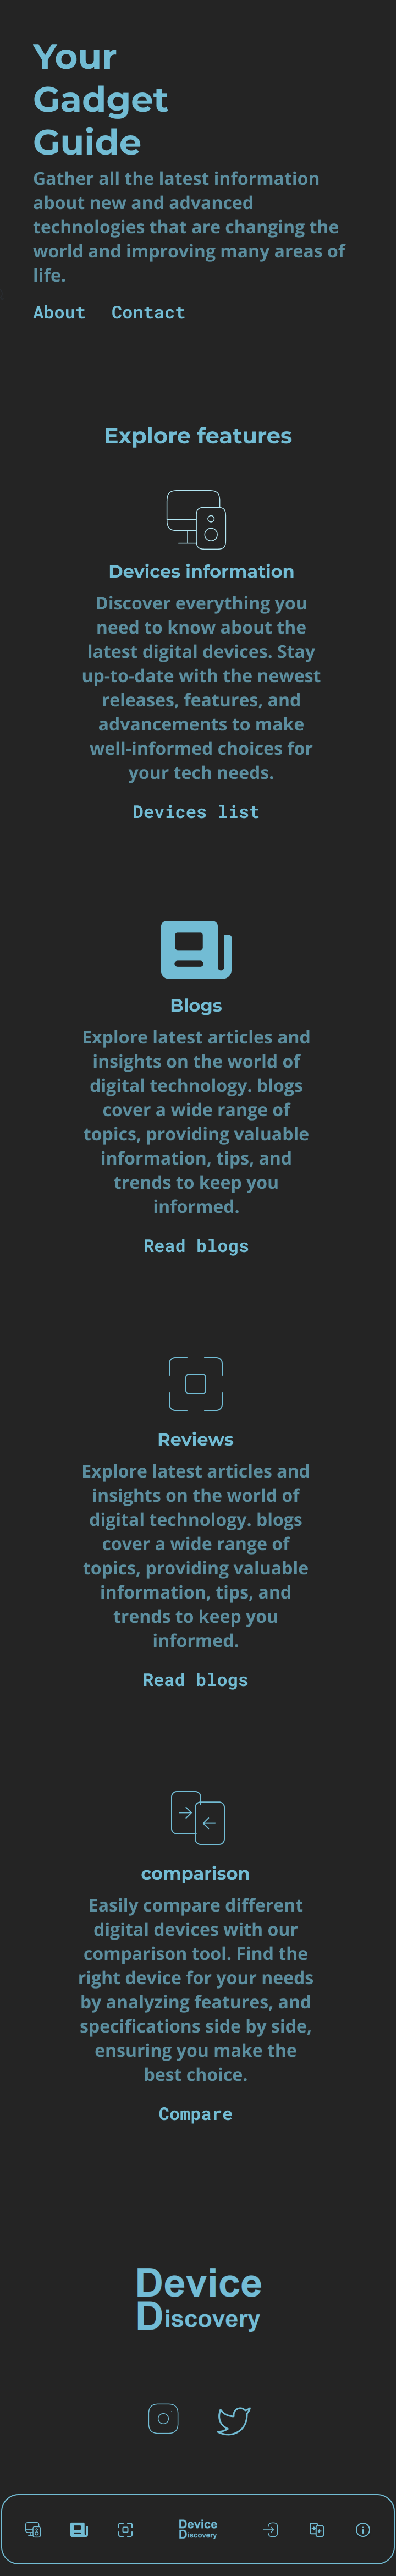 Your
Gadget
Guide
Gather all the latest information
about new and advanced
technologies that are changing the
world and improving many areas of
life.
About Contact
Explore features
Devices information
Discover everything you
need to know about the
latest digital devices. Stay
up-to-date with the newest
releases, features, and
advancements to make
well-informed choices for
your tech needs.
Devices list
Blogs
Explore latest articles and
insights on the world of
digital technology. blogs
cover a wide range of
topics, providing valuable
information, tips, and
trends to keep you
informed.
Read blogs
Reviews
Explore latest articles and
insights on the world of
digital technology. blogs
cover a wide range of
topics, providing valuable
information, tips, and
trends to keep you
informed.
Read blogs
comparison
Easily compare different
digital devices with our
comparison tool. Find the
right device for your needs
by analyzing features, and
specifications side by side,
ensuring you make the
best choice.
Compare
Device
Discovery
Device
Discovery